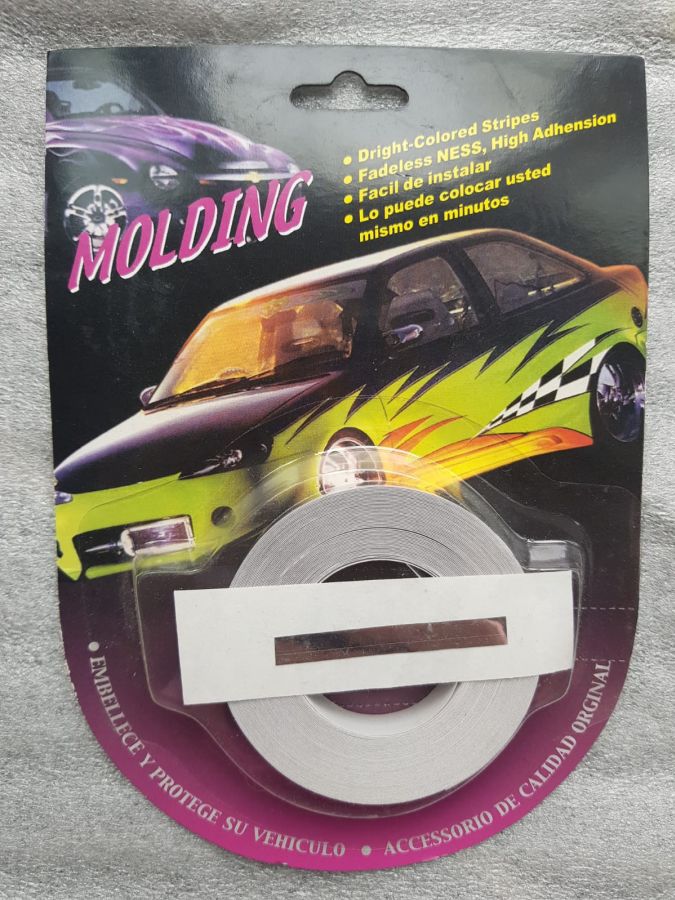 MOLDING
• Dright-Colored Stripes
• Fadeless NESS, High Adhension
• Facil de instalar
• Lo puede colocar usted
mismo en minutos
• EMBELLECE Y PROTEGE SU VEHICULO • ACCESSORIO DE CALIDAD ORGINAL